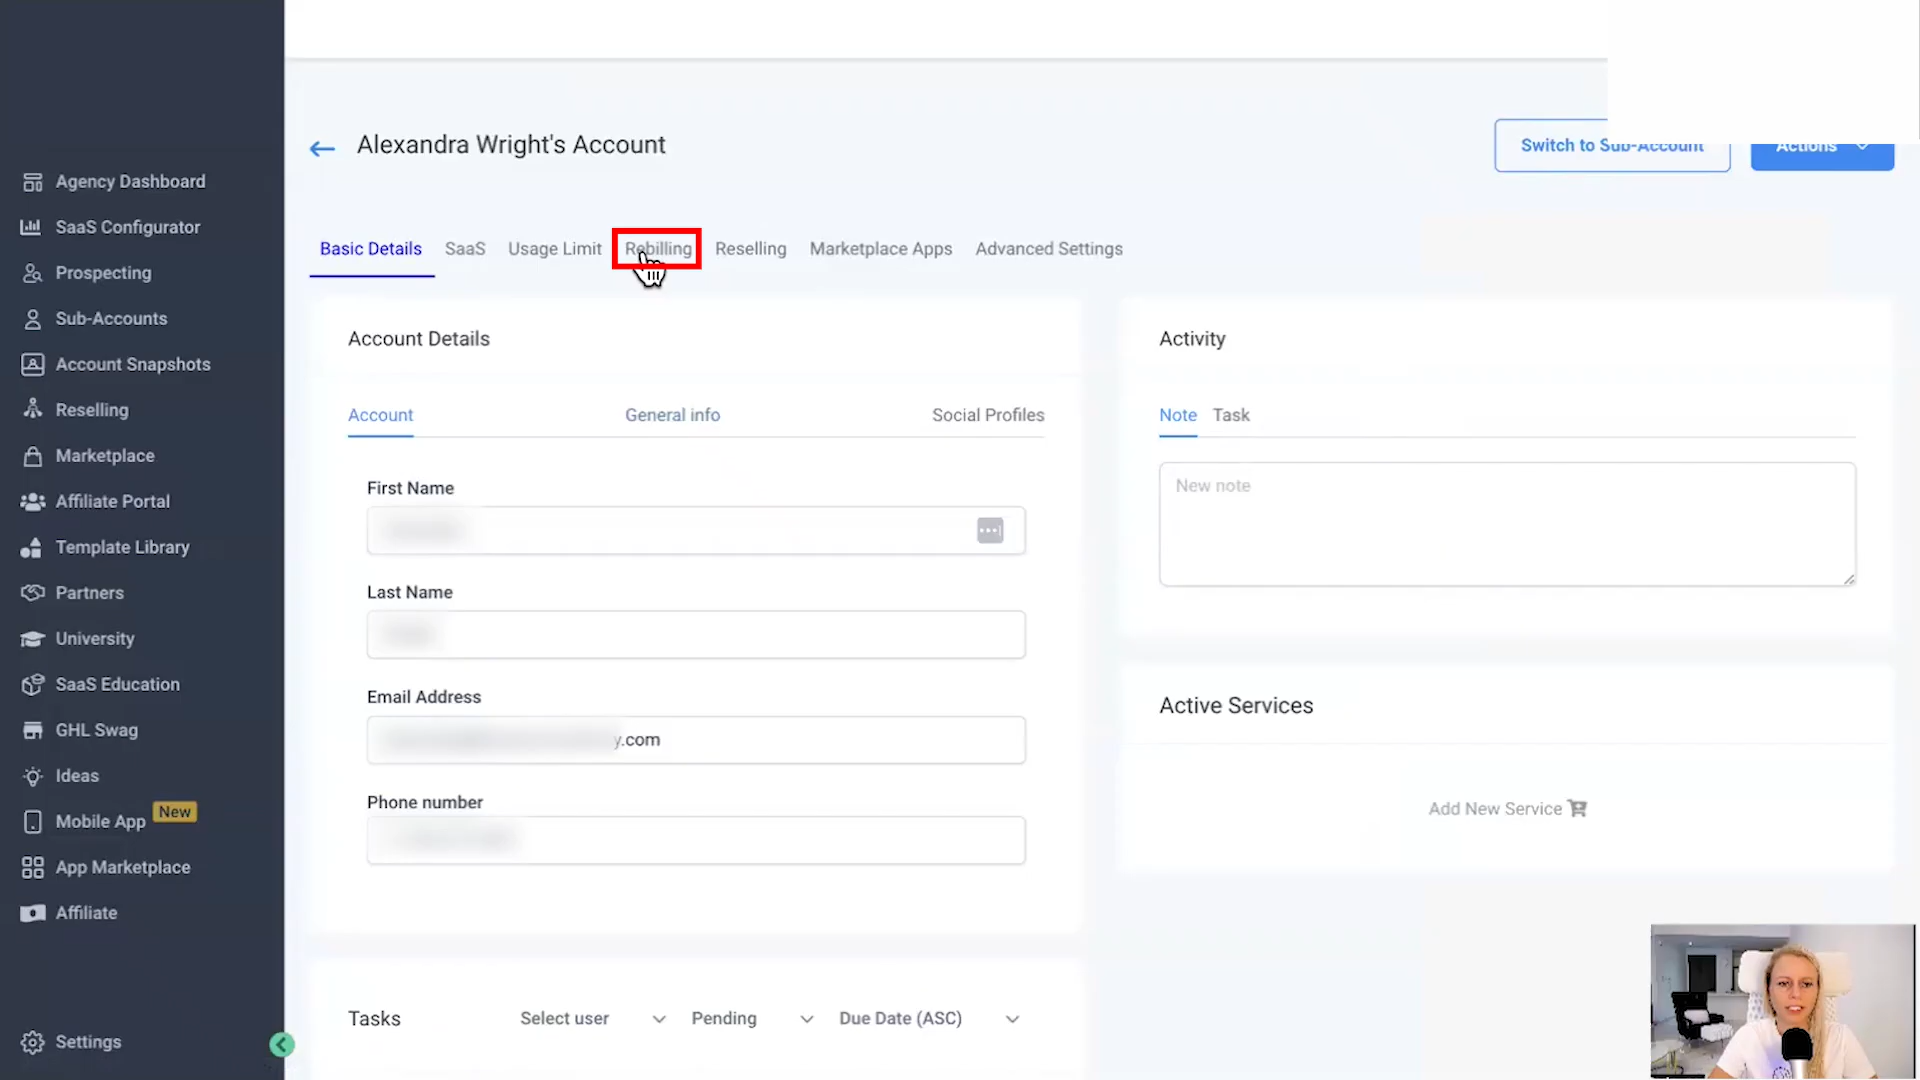 Alexandra Wright's Account
Switch to Sub-Account
Actions
Agency Dashboard
SaaS Configurator
Prospecting
Sub-Accounts
Account Snapshots
Reselling
Marketplace
Affiliate Portal
Template Library
Partners
University
SaaS Education
GHL Swag
Ideas
Mobile App New
App Marketplace
Affiliate
Settings
Basic Details SaaS Usage Limit Rebilling Reselling Marketplace Apps Advanced Settings
Account Details
Account General info Social Profiles
First Name
Last Name
Email Address
y.com
Phone number
Tasks Select user Pending Due Date (ASC)
Activity
Note Task
New note
Active Services
Add New Service